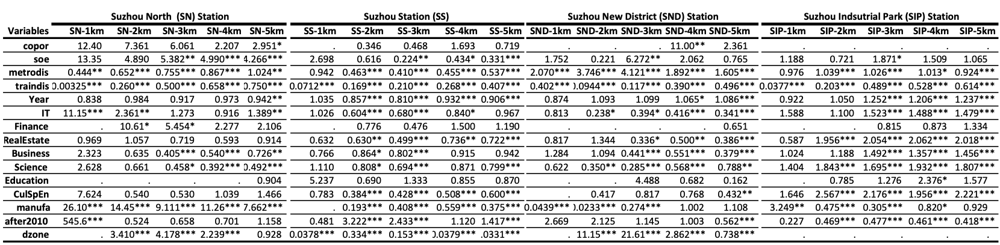 Suzhou North (SN) Station Suzhou Station (SS) Suzhou New District (SND) Station Suzhou Indsutrial Park (SIP) Station
Variables SN-1km SN-2km SN-3km SN-4km SN-5km SS-1km SS-2km SS-3km SS-4km SS-5km SND-1km SND-2km SND-3km SND-4km SND-5km SIP-1km SIP-2km SIP-3km SIP-4km SIP-5km
copor 12.40 7.361 6.061 2.207 2.951* . 0.346 0.468 1.693 0.719 . . . 11.00** 2.361 . . . . .
soe 13.35 4.890 5.382** 4.990*** 4.266*** 2.698 0.616 0.224** 0.434* 0.331*** 1.752 0.221 6.272** 2.062 0.765 1.188 0.721 1.871* 1.509 1.065
metrodis 0.444** 0.652*** 0.755*** 0.867*** 1.024** 0.942 0.463*** 0.410*** 0.455*** 0.537*** 2.070*** 3.746*** 4.121*** 1.892*** 1.605*** 0.976 1.039*** 1.026*** 1.013* 0.924***
traindis 0.00325*** 0.260*** 0.500*** 0.658*** 0.750*** 0.0712*** 0.169*** 0.210*** 0.268*** 0.407*** 0.402*** 0.0944*** 0.117*** 0.390*** 0.496*** 0.0377*** 0.203*** 0.489*** 0.528*** 0.614***
Year 0.838 0.984 0.917 0.973 0.942** 1.035 0.857*** 0.810*** 0.932*** 0.906*** 0.874 1.093 1.099 1.065* 1.086*** 0.922 1.050 1.252*** 1.206*** 1.237***
IT 11.15*** 2.361** 1.273 0.916 1.389** 1.026 0.604*** 0.680*** 0.840* 0.967 0.813 0.238* 0.394* 0.416*** 0.341*** 1.588 1.100 1.523*** 1.488*** 1.479***
Finance . 10.61* 5.454* 2.277 2.106 . 0.776 0.476 1.500 1.190 . . . . 0.651 . . 0.815 0.873 1.334
RealEstate 0.969 1.057 0.719 0.593 0.914 0.632 0.630** 0.499*** 0.736** 0.722*** 0.817 1.344 0.336* 0.500** 0.386*** 0.587 1.956*** 2.054*** 2.062*** 2.018***
Business 2.323 0.635 0.405*** 0.540*** 0.726** 0.766 0.864* 0.802*** 0.915 0.942 1.284 1.094 0.441*** 0.551*** 0.379*** 1.024 1.188 1.492*** 1.357*** 1.456***
Science 2.628 0.661 0.458* 0.392*** 0.492*** 1.110 0.808* 0.694*** 0.871 0.799*** 0.622 0.350** 0.285*** 0.568*** 0.788** 1.404 1.843*** 1.695*** 1.932*** 1.807***
Education . . . . 0.904 5.237 0.690 1.333 0.855 0.870 . . 4.488 0.682 0.162 . 0.785 1.276 2.376* 1.577
CulSpEn 7.624 0.540 0.530 1.039 1.466 0.783 0.384*** 0.428*** 0.508*** 0.600*** . 0.417 0.817 0.768 0.432** 1.646 2.567*** 2.176*** 1.956*** 2.221***
manufa 26.10*** 14.45*** 9.111*** 11.26*** 7.662*** . 0.193*** 0.408*** 0.559*** 0.375*** 0.0439*** 0.0233*** 0.274*** 1.002 1.108 3.249** 0.475*** 0.305*** 0.820* 0.929
after2010 545.6*** 0.524 0.658 0.701 1.158 0.481 3.222*** 2.433*** 1.120 1.417*** 2.669 2.125 1.145 1.003 0.562*** 0.227 0.469*** 0.477*** 0.461*** 0.418***
dzone . 3.410*** 4.178*** 2.239*** 0.928 0.0378*** 0.334*** 0.153*** 0.0379*** .0331*** . 11.15*** 21.61*** 2.862*** 0.738*** . . . . .